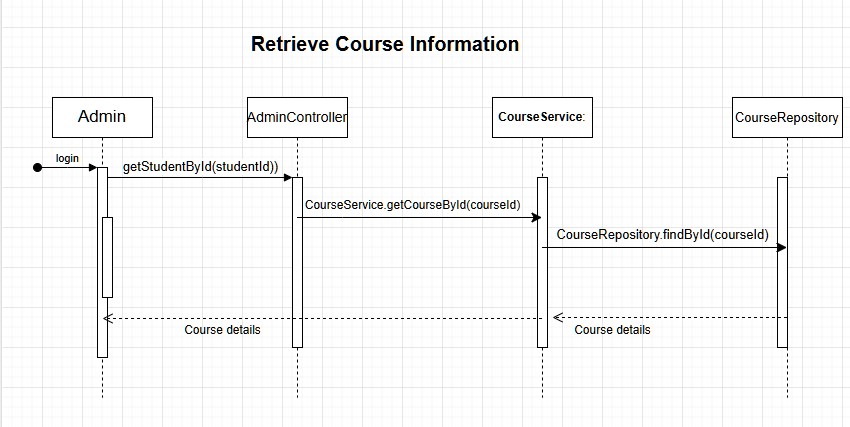 Retrieve Course Information
Admin
AdminController
CourseService:
CourseRepository
login
getStudentById(studentId))
CourseService.getCourseById(courseId)
CourseRepository.findById(courseId)
Course details
Course details